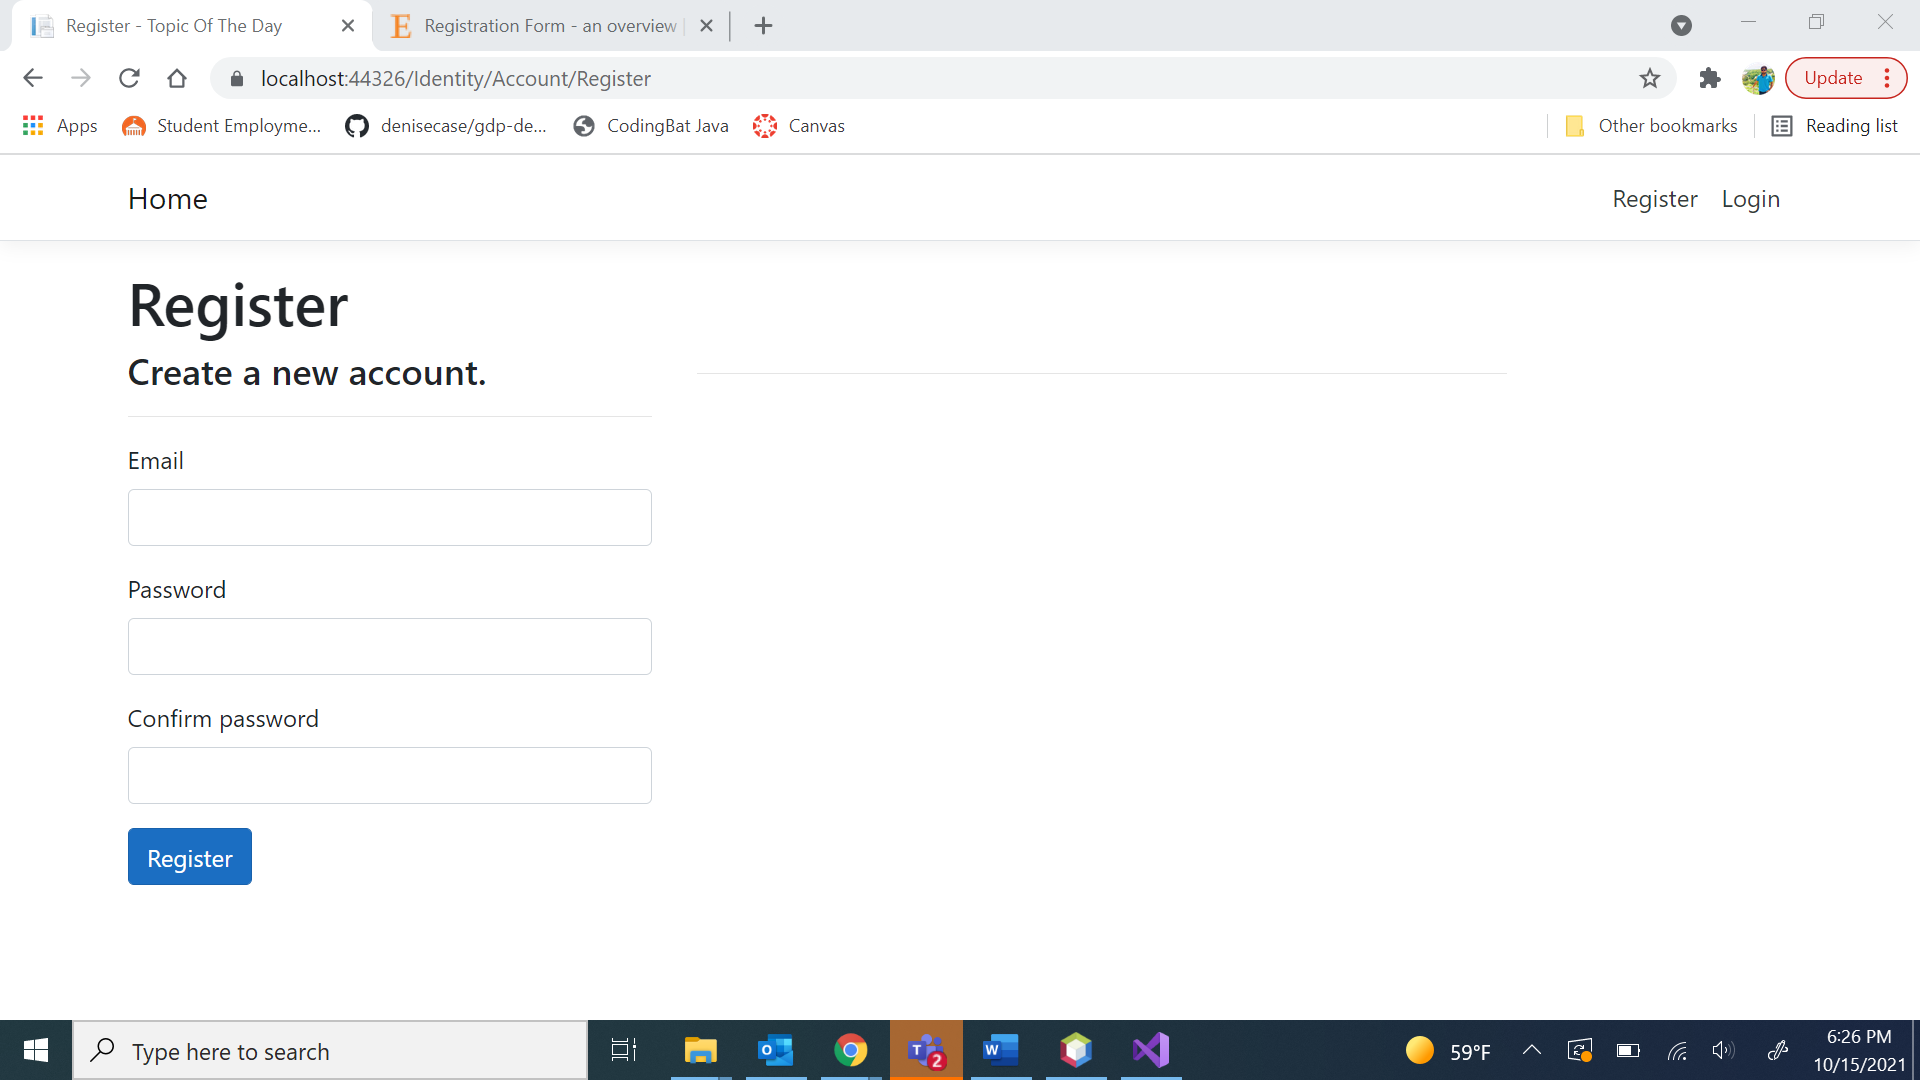 Register - Topic Of The Day
Registration Form - an overview
localhost:44326/Identity/Account/Register
Update
Apps
Student Employme...
denisecase/gdp-de...
CodingBat Java
Canvas
Other bookmarks
Reading list
Home
Register
Login
Register
Create a new account.
Email
Password
Confirm password
Register
Type here to search
2
59°F
6:26 PM
10/15/2021